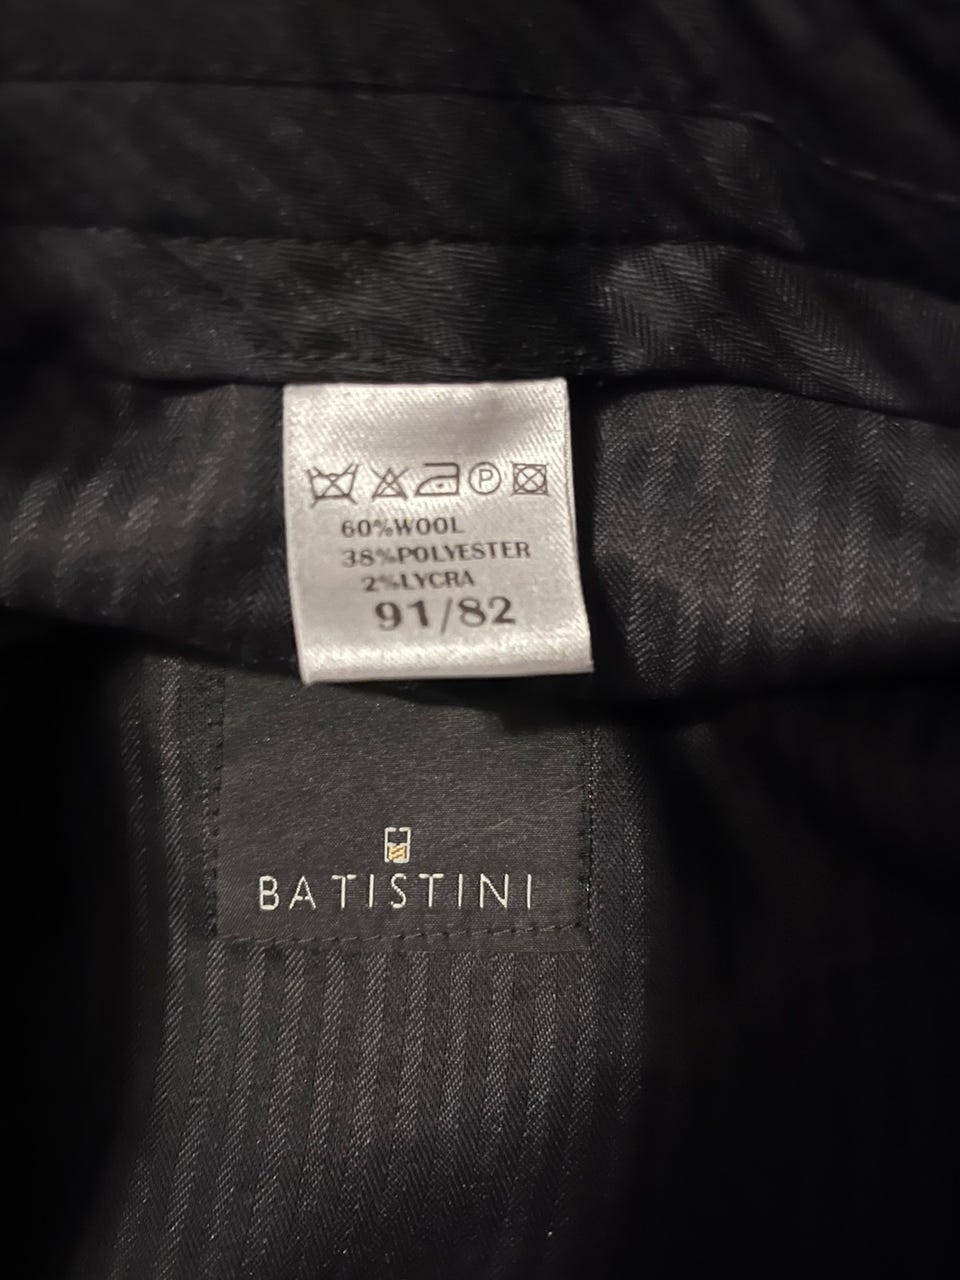 P
60%WOOL
38%POLYESTER
2%LYCRA
91/82
BATISTINI